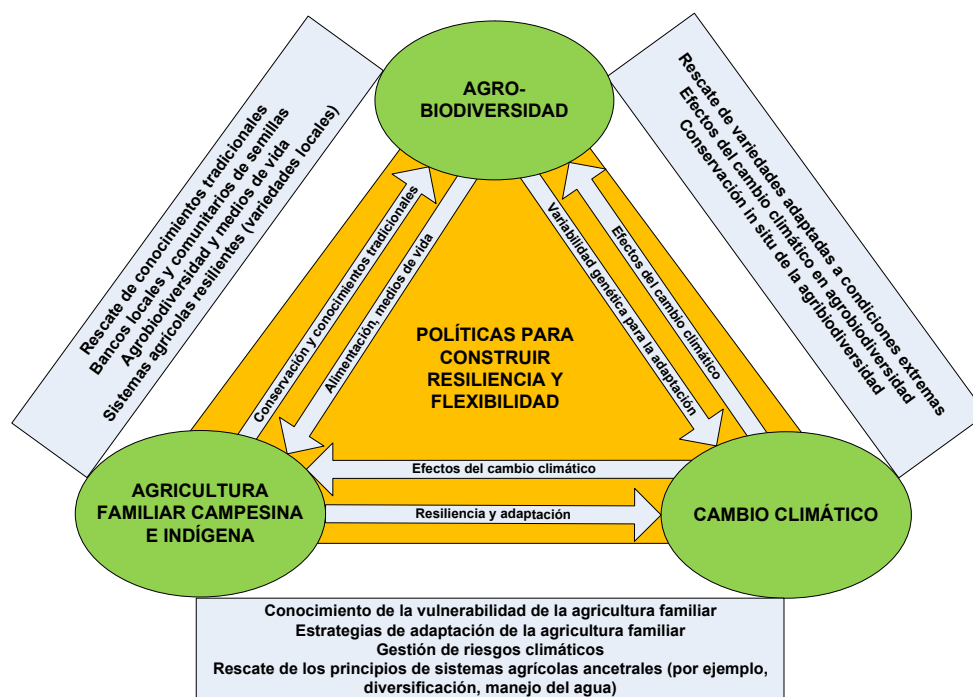 AGRO-
BIODIVERSIDAD
Rescate de conocimientos tradicionales
Bancos locales y comunitarios de semillas
Agrobiodiversidad y medios de vida
Sistemas agrícolas resilientes (variedades locales)
Rescate de variedades adaptadas a condiciones extremas
Efectos del cambio climático en agrobiodiversidad
Conservación in situ de la agribiodiversidad
Conservación y conocimientos tradicionales
Alimentación, medios de vida
Variabilidad genética para la adaptación
Efectos del cambio climático
POLÍTICAS PARA
CONSTRUIR
RESILIENCIA Y
FLEXIBILIDAD
Efectos del cambio climático
Resiliencia y adaptación
AGRICULTURA
FAMILIAR CAMPESINA
E INDÍGENA
CAMBIO CLIMÁTICO
Conocimiento de la vulnerabilidad de la agricultura familiar
Estrategias de adaptación de la agricultura familiar
Gestión de riesgos climáticos
Rescate de los principios de sistemas agrícolas ancetrales (por ejemplo,
diversificación, manejo del agua)